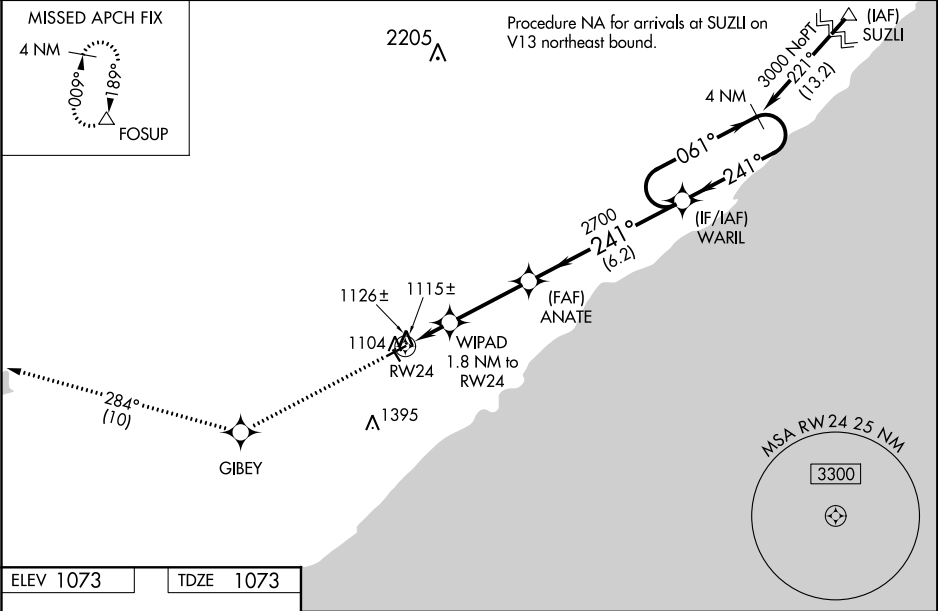 MISSED APCH FIX
4 NM
009°
189°
FOSUP
2205
Procedure NA for arrivals at SUZLI on
V13 northeast bound.
(IAF)
SUZLI
3000 NoPT
221°
(13.2)
4 NM
061°
241°
(IF/IAF)
WARIL
2700
241°
(6.2)
(FAF)
ANATE
1126±
1115±
1104
RW24
WIPAD
1.8 NM to
RW24
1395
284°
(10)
GIBEY
MSA RW24 25 NM
3300
ELEV 1073
TDZE 1073